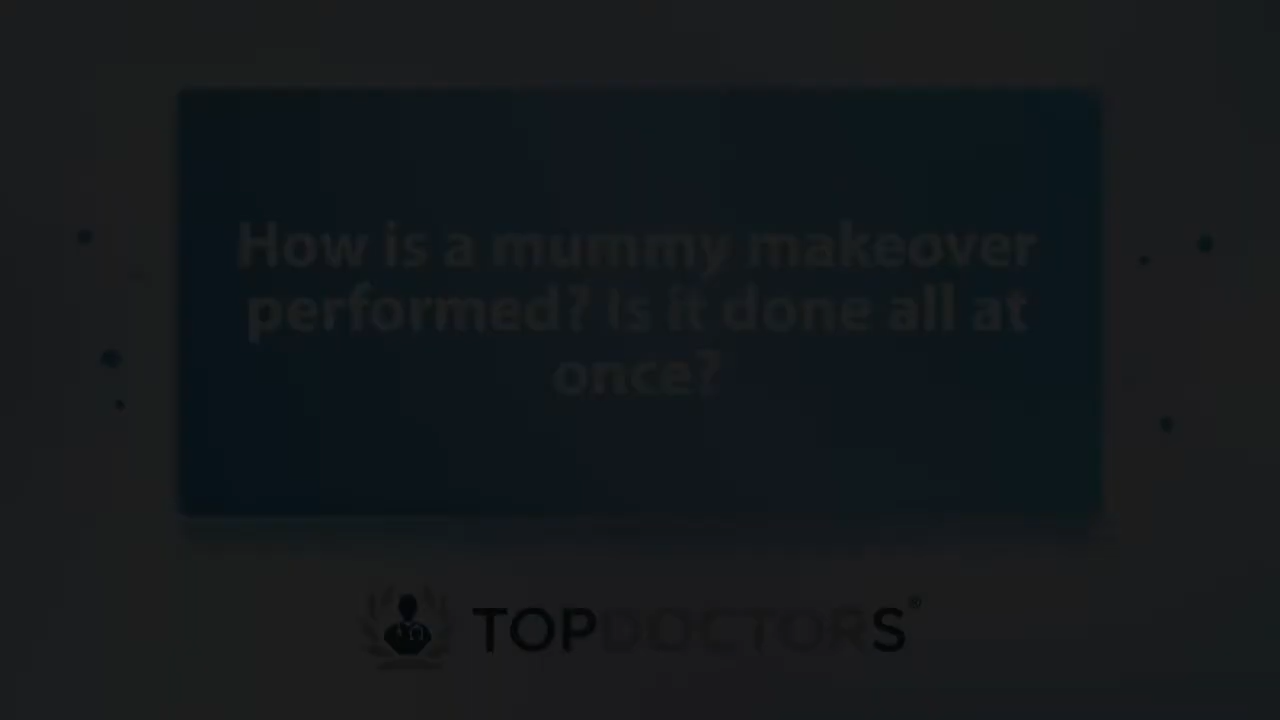 How is a mummy makeover
performed? Is it done all at
once?
TOPDOCTORS®